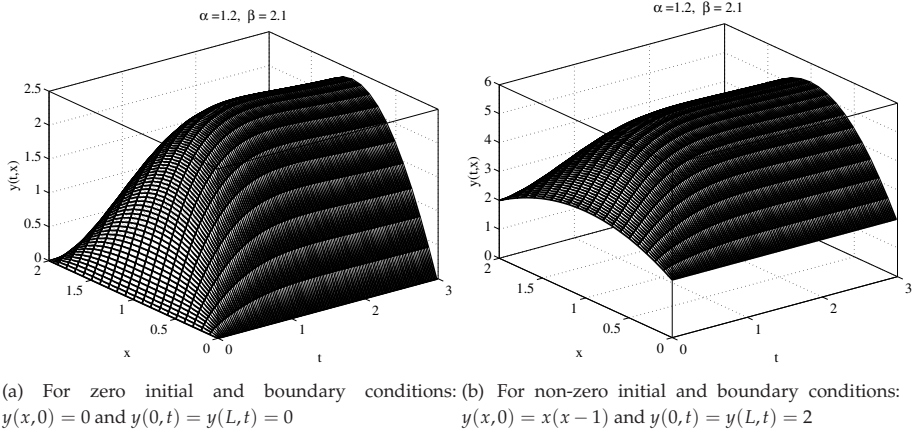 α =1.2, β = 2.1
2.5
2
1.5
1
0.5
0
y(t,x)
2
1.5
1
0.5
0
x
0
1
2
3
t
α =1.2, β = 2.1
6
5
4
3
2
1
0
y(t,x)
2
1.5
1
0.5
0
x
0
1
2
3
t
(a) For zero initial and boundary conditions:
y(x, 0) = 0 and y(0, t) = y(L, t) = 0
(b) For non-zero initial and boundary conditions:
y(x, 0) = x(x − 1) and y(0, t) = y(L, t) = 2